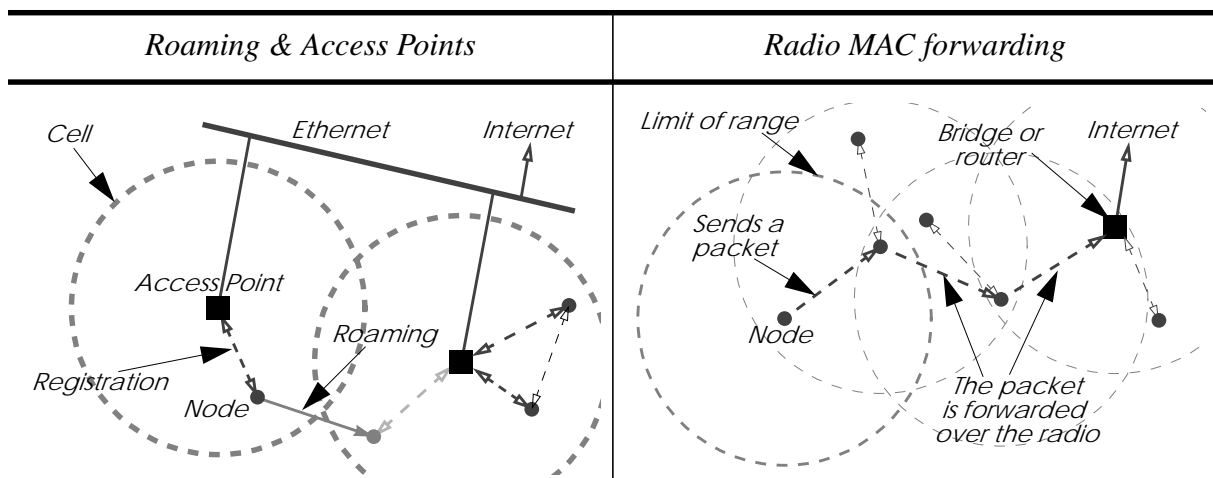 Roaming & Access Points
Radio MAC forwarding
Cell
Ethernet
Internet
Access Point
Roaming
Registration
Node
Limit of range
Bridge or
router
Internet
Sends a
packet
Node
The packet
is forwarded
over the radio